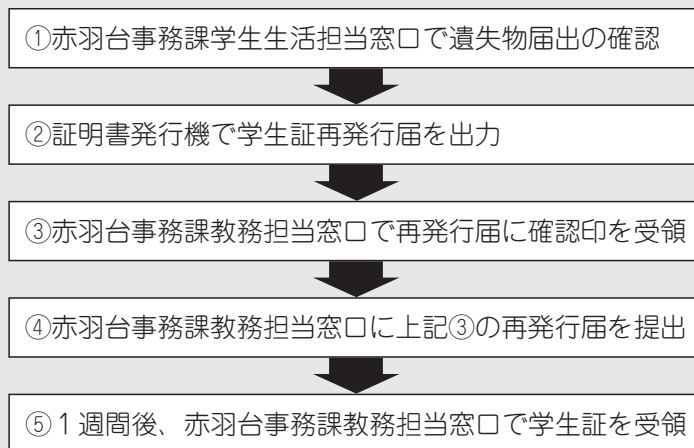 ①赤羽台事務課学生生活担当窓口で遺失物届出の確認
②証明書発行機で学生証再発行届を出力
③赤羽台事務課教務担当窓口で再発行届に確認印を受領
④赤羽台事務課教務担当窓口に上記③の再発行届を提出
⑤1週間後、赤羽台事務課教務担当窓口で学生証を受領